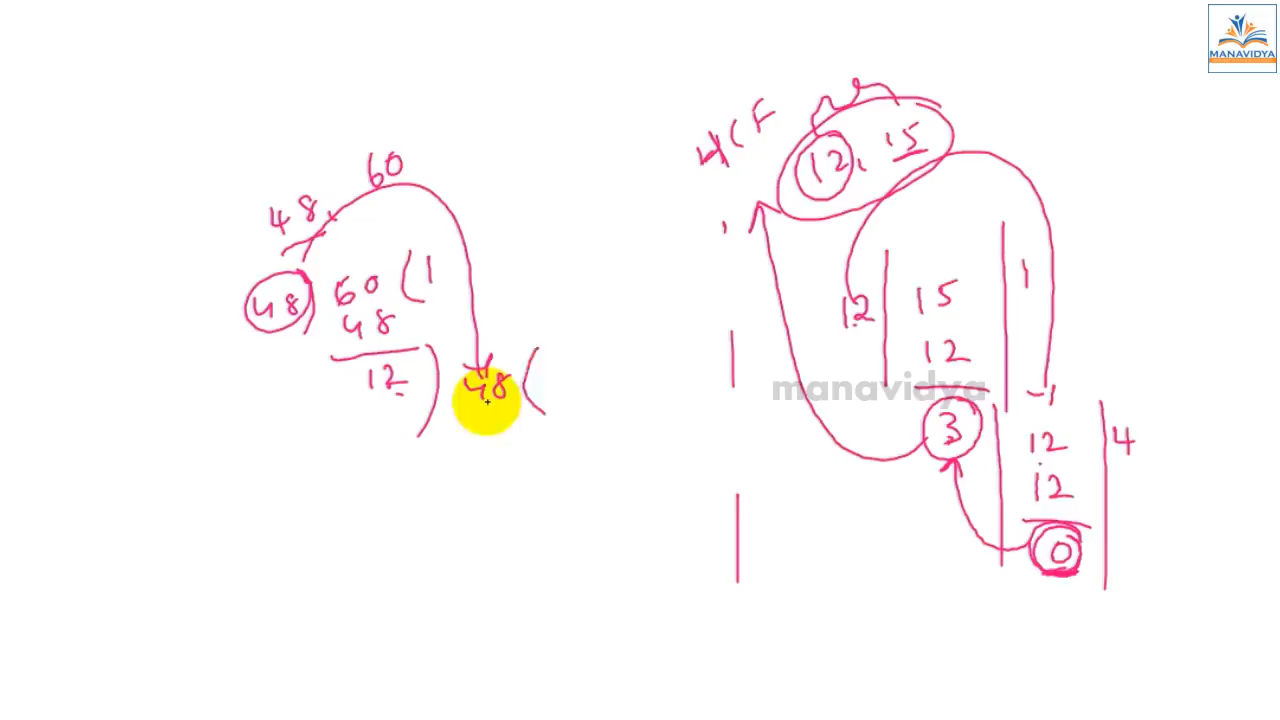 MANAVIDYA
HCF
12, 15
60
48,
48) 60 (1
48
12) 48 (
12 | 15 | 1
12
3 | 12 | 4
12
0
manavidya